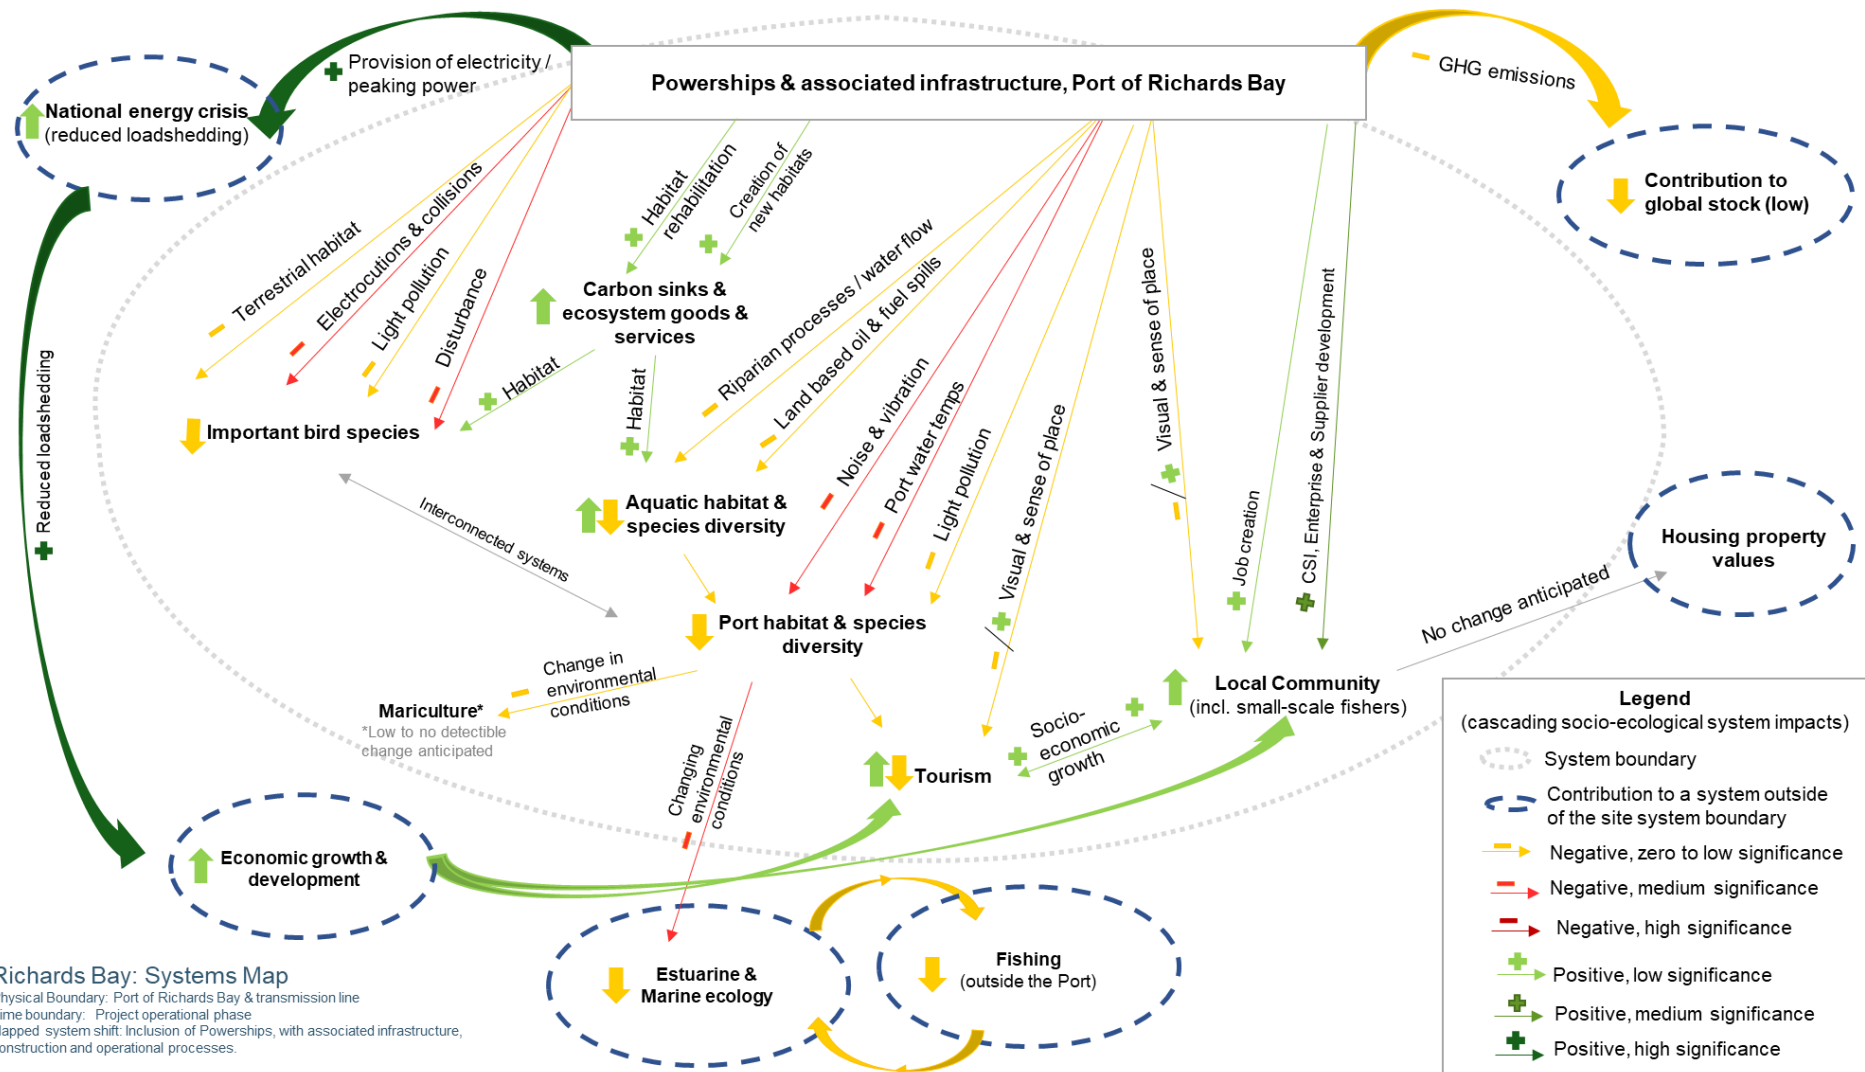 Powerships & associated infrastructure, Port of Richards Bay
Provision of electricity /
peaking power
GHG emissions
National energy crisis
(reduced loadshedding)
Contribution to
global stock (low)
Terrestrial habitat
Electrocutions & collisions
Light pollution
Disturbance
Habitat
rehabilitation
Creation of
new habitats
Carbon sinks &
ecosystem goods &
services
Riparian processes / water flow
Land based oil & fuel spills
Noise & vibration
Port water temps
Light pollution
Visual & sense of place
Visual & sense of place
Job creation
CSI, Enterprise & Supplier development
Reduced loadshedding
Habitat
Habitat
Important bird species
Interconnected systems
Aquatic habitat &
species diversity
Port habitat & species
diversity
Housing property
values
No change anticipated
Change in
environmental
conditions
Mariculture*
*Low to no detectible
change anticipated
Changing
environmental
conditions
Socio-
economic
growth
Local Community
(incl. small-scale fishers)
Tourism
Economic growth &
development
Estuarine &
Marine ecology
Fishing
(outside the Port)
Legend
(cascading socio-ecological system impacts)
System boundary
Contribution to a system outside
of the site system boundary
Negative, zero to low significance
Negative, medium significance
Negative, high significance
Positive, low significance
Positive, medium significance
Positive, high significance
Richards Bay: Systems Map
Physical Boundary: Port of Richards Bay & transmission line
Time boundary: Project operational phase
Mapped system shift: Inclusion of Powerships, with associated infrastructure,
construction and operational processes.